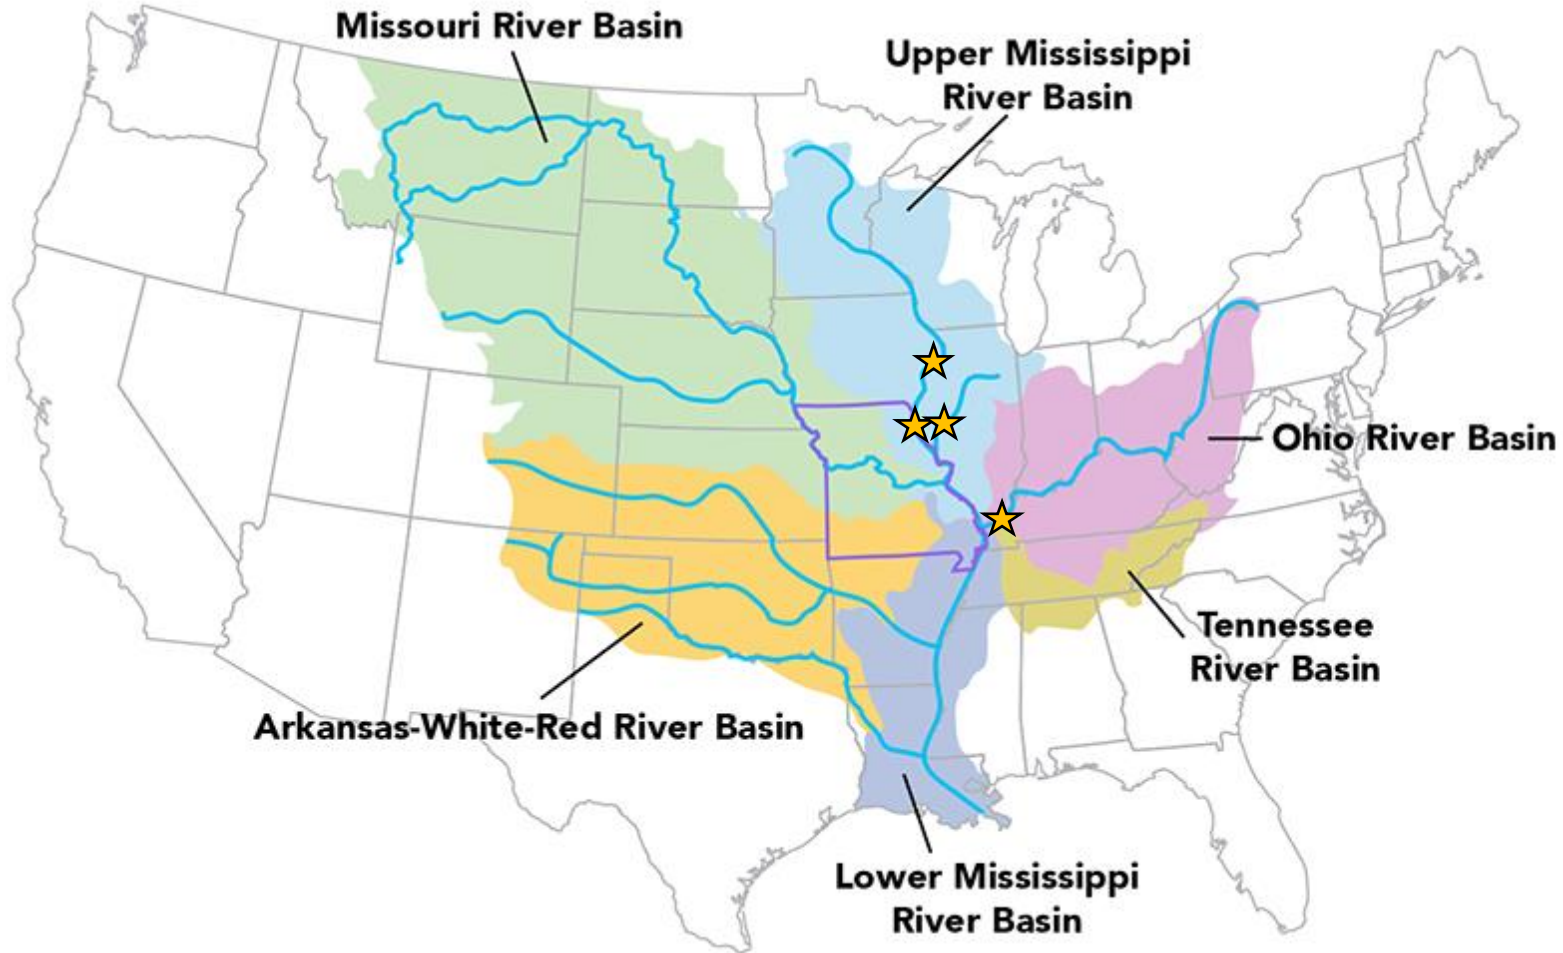 Missouri River Basin
Upper Mississippi
River Basin
Ohio River Basin
Tennessee
River Basin
Arkansas-White-Red River Basin
Lower Mississippi
River Basin